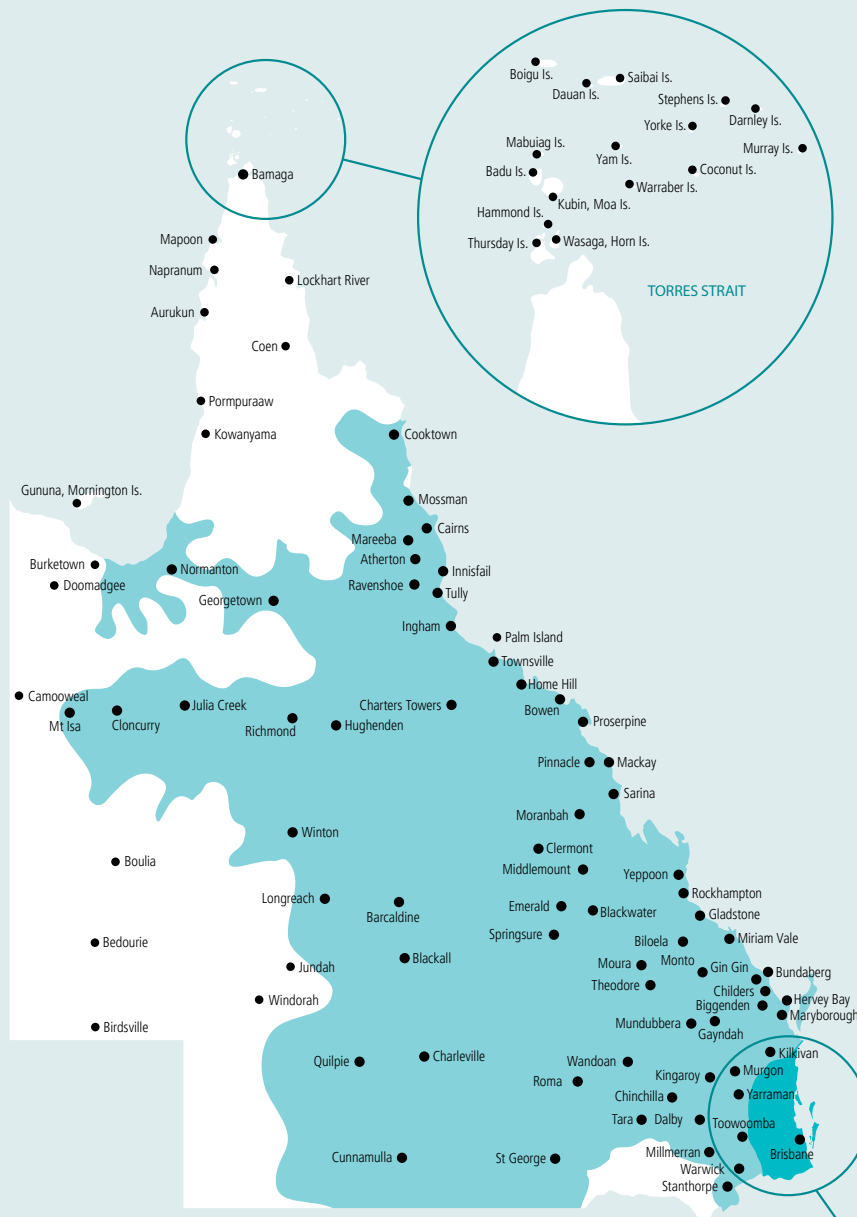 Boigu Is.
Saibai Is.
Dauan Is.
Stephens Is.
Darnley Is.
Yorke Is.
Mabuiag Is.
Yam Is.
Murray Is.
Badu Is.
Coconut Is.
Warraber Is.
Kubin, Moa Is.
Hammond Is.
Thursday Is.
Wasaga, Horn Is.
TORRES STRAIT
Bamaga
Mapoon
Napranum
Lockhart River
Aurukun
Coen
Pormpuraaw
Kowanyama
Cooktown
Gununa, Mornington Is.
Mossman
Cairns
Mareeba
Atherton
Burketown
Normanton
Innisfail
Doomadgee
Ravenshoe
Tully
Georgetown
Ingham
Palm Island
Townsville
Home Hill
Camooweal
Julia Creek
Charters Towers
Bowen
Mt Isa
Cloncurry
Richmond
Hughenden
Proserpine
Pinnacle
Mackay
Sarina
Moranbah
Winton
Clermont
Boulia
Middlemount
Yeppoon
Rockhampton
Longreach
Barcaldine
Emerald
Blackwater
Gladstone
Springsure
Biloela
Miriam Vale
Bedourie
Blackall
Monto
Jundah
Moura
Gin Gin
Bundaberg
Theodore
Childers
Windorah
Biggenden
Hervey Bay
Maryborough
Birdsville
Mundubbera
Gayndah
Kilkivan
Quilpie
Charleville
Wandoan
Murgon
Roma
Kingaroy
Chinchilla
Yarraman
Tara
Dalby
Toowoomba
Brisbane
Millmerran
Cunnamulla
St George
Warwick
Stanthorpe